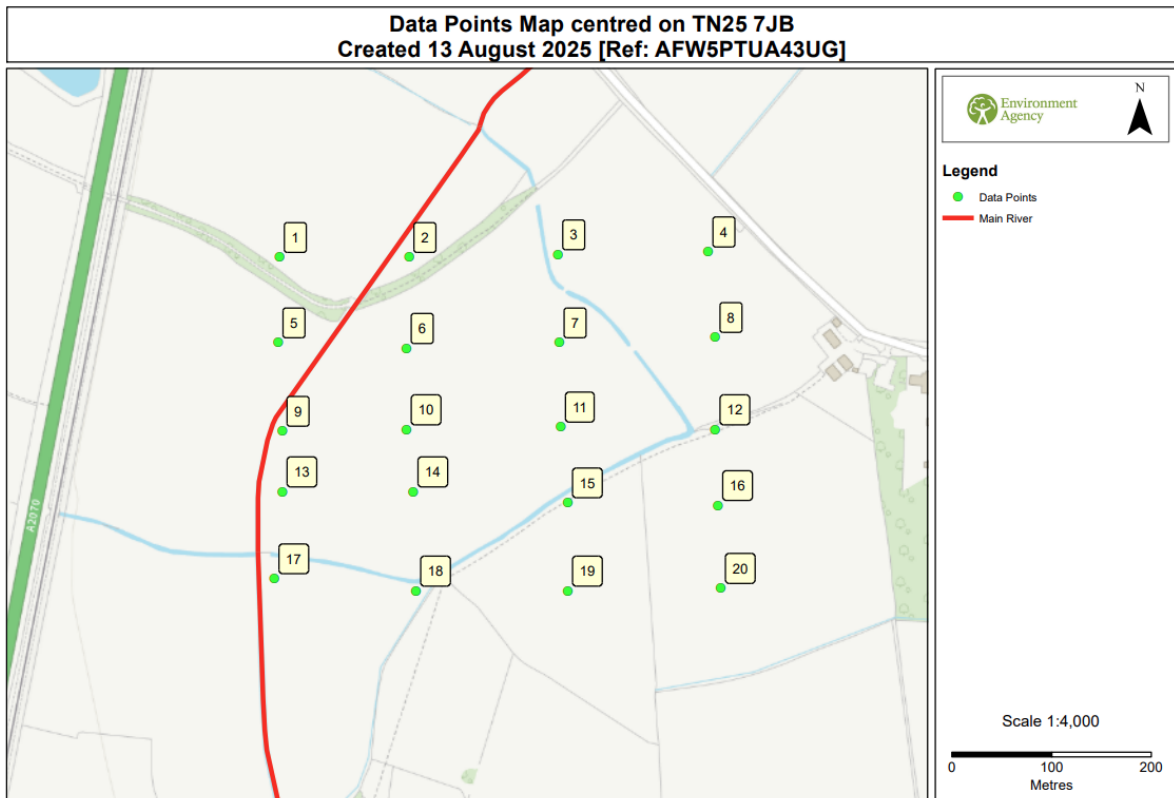 Data Points Map centred on TN25 7JB
Created 13 August 2025 [Ref: AFW5PTUA43UG]
Environment
Agency
N
Legend
Data Points
Main River
1
2
3
4
5
6
7
8
9
10
11
12
13
14
15
16
A2070
17
18
19
20
Scale 1:4,000
0 100 200
Metres